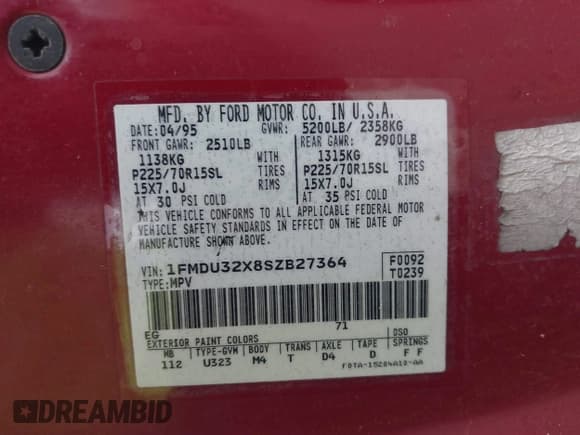 MFD. BY FORD MOTOR CO. IN U.S.A.
DATE: 04/95 GVWR: 5200LB/ 2358KG
FRONT GAWR: 2510LB REAR GAWR: 2900LB
1138KG WITH 1315KG WITH
P225/70R15SL TIRES P225/70R15SL TIRES
15X7.0J RIMS 15X7.0J RIMS
AT 30 PSI COLD AT 35 PSI COLD
THIS VEHICLE CONFORMS TO ALL APPLICABLE FEDERAL MOTOR
VEHICLE SAFETY STANDARDS IN EFFECT ON THE DATE OF
MANUFACTURE SHOWN ABOVE.
VIN: 1FMDU32X8SZB27364 F0092
TYPE: MPV T0239
EG 71
EXTERIOR PAINT COLORS DSO
WB TYPE-GVM BODY TRANS AXLE TAPE SPRINGS
112 U323 M4 T D4 D F F
F0TA-15204A10-AA
DREAMBID